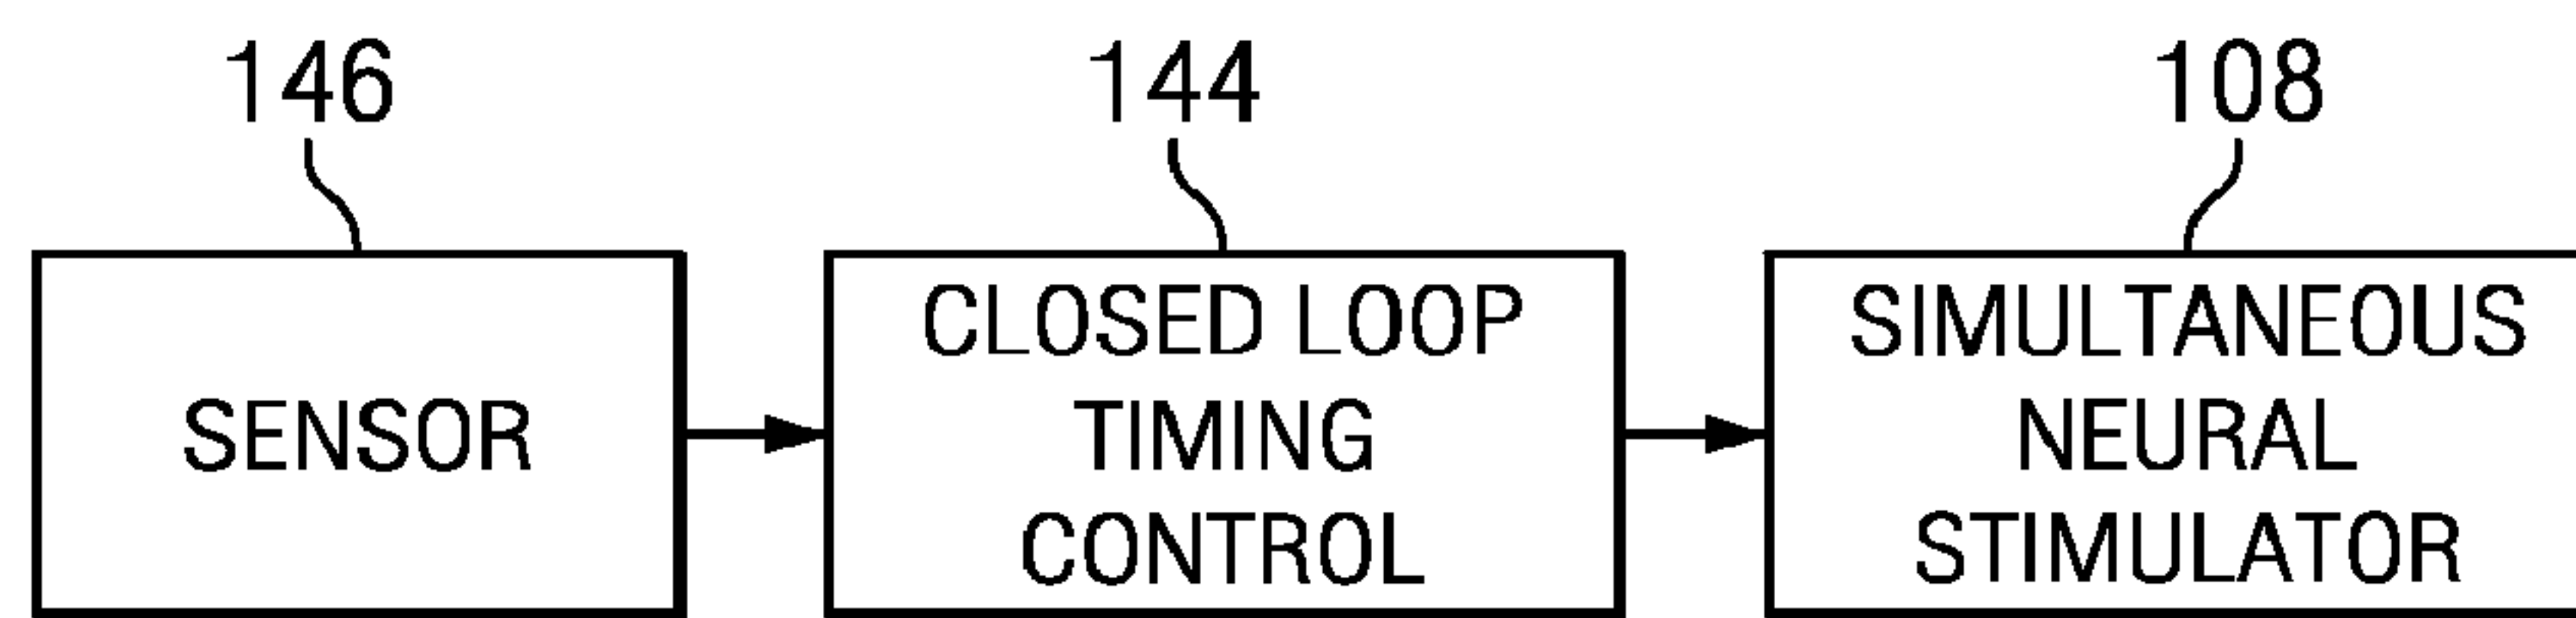 146
144
108
SENSOR
CLOSED LOOP
TIMING
CONTROL
SIMULTANEOUS
NEURAL
STIMULATOR